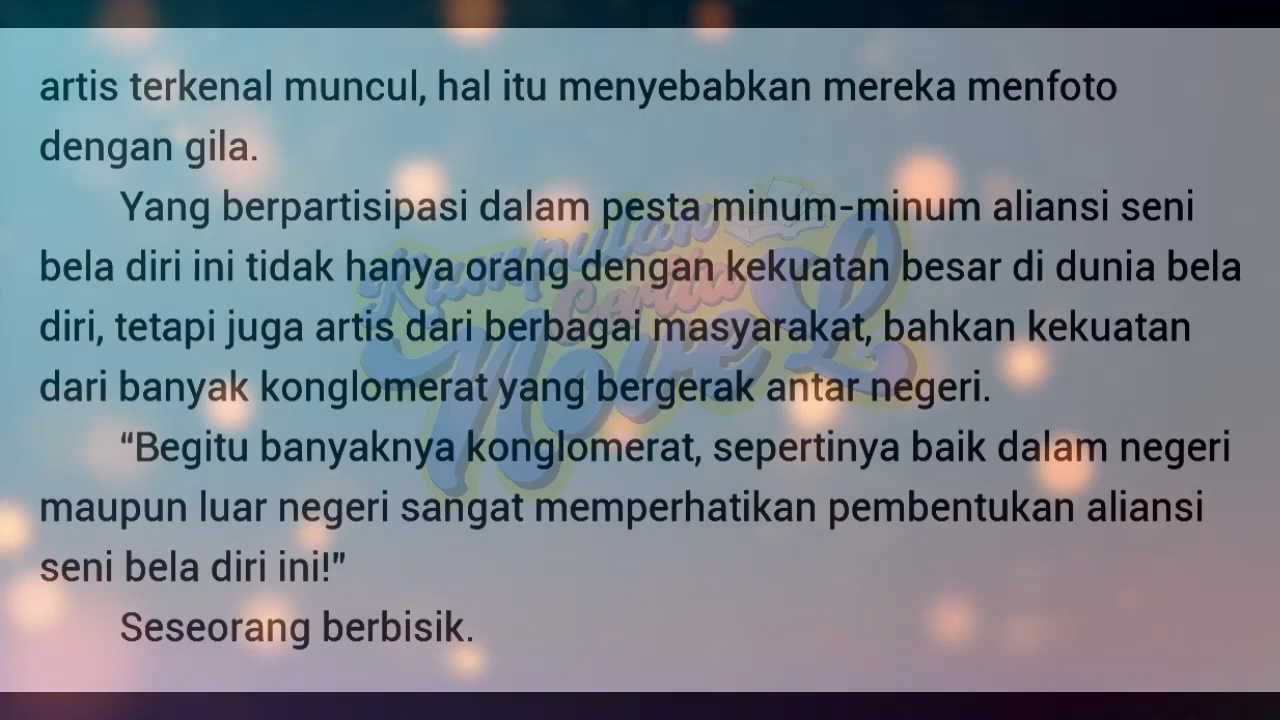 artis terkenal muncul, hal itu menyebabkan mereka menfoto
dengan gila.
Yang berpartisipasi dalam pesta minum-minum aliansi seni
bela diri ini tidak hanya orang dengan kekuatan besar di dunia bela
diri, tetapi juga artis dari berbagai masyarakat, bahkan kekuatan
dari banyak konglomerat yang bergerak antar negeri.
“Begitu banyaknya konglomerat, sepertinya baik dalam negeri
maupun luar negeri sangat memperhatikan pembentukan aliansi
seni bela diri ini!”
Seseorang berbisik.
Kumpulan
Cerita
Novel L